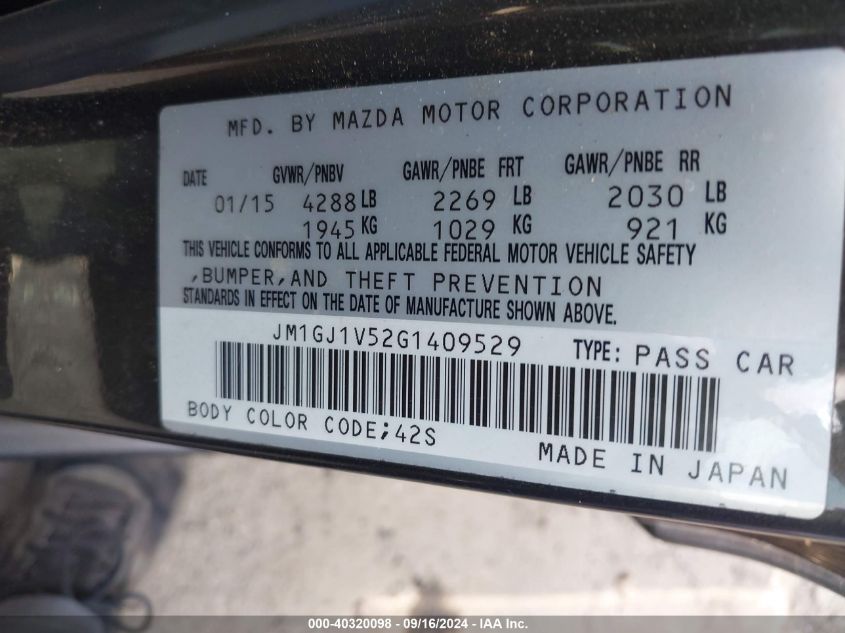 MFD. BY MAZDA MOTOR CORPORATION
DATE GVWR/PNBV GAWR/PNBE FRT GAWR/PNBE RR
01/15 4288 LB 2269 LB 2030 LB
1945 KG 1029 KG 921 KG
THIS VEHICLE CONFORMS TO ALL APPLICABLE FEDERAL MOTOR VEHICLE SAFETY
,BUMPER,AND THEFT PREVENTION
STANDARDS IN EFFECT ON THE DATE OF MANUFACTURE SHOWN ABOVE.
JM1GJ1V52G1409529 TYPE: PASS CAR
BODY COLOR CODE;42S
MADE IN JAPAN
000-40320098 - 09/16/2024 - IAA Inc.